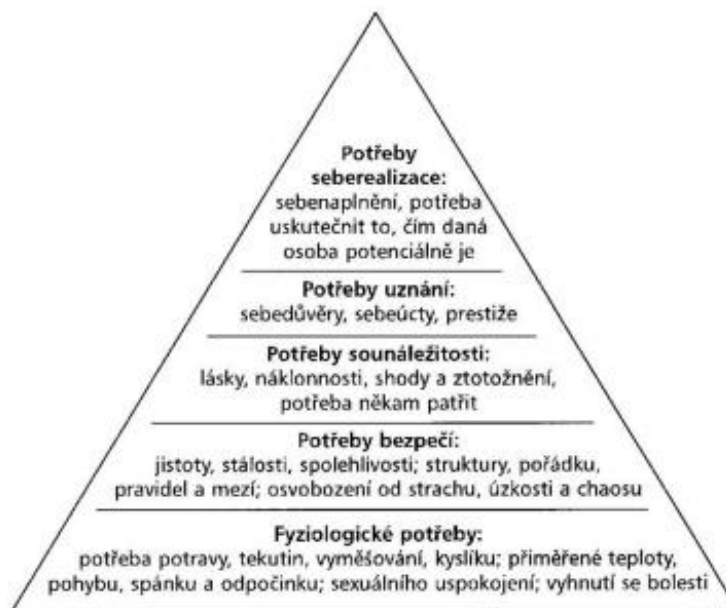 Potřeby
seberealizace:
sebenaplnění, potřeba
uskutečnit to, čím daná
osoba potenciálně je
Potřeby uznání:
sebedůvěry, sebeúcty, prestiže
Potřeby sounáležitosti:
lásky, náklonnosti, shody a ztotožnění,
potřeba někam patřit
Potřeby bezpečí:
jistoty, stálosti, spolehlivosti; struktury, pořádku,
pravidel a mezí; osvobození od strachu, úzkosti a chaosu
Fyziologické potřeby:
potřeba potravy, tekutin, vyměšování, kyslíku; přiměřené teploty,
pohybu, spánku a odpočinku; sexuálního uspokojení; vyhnutí se bolesti